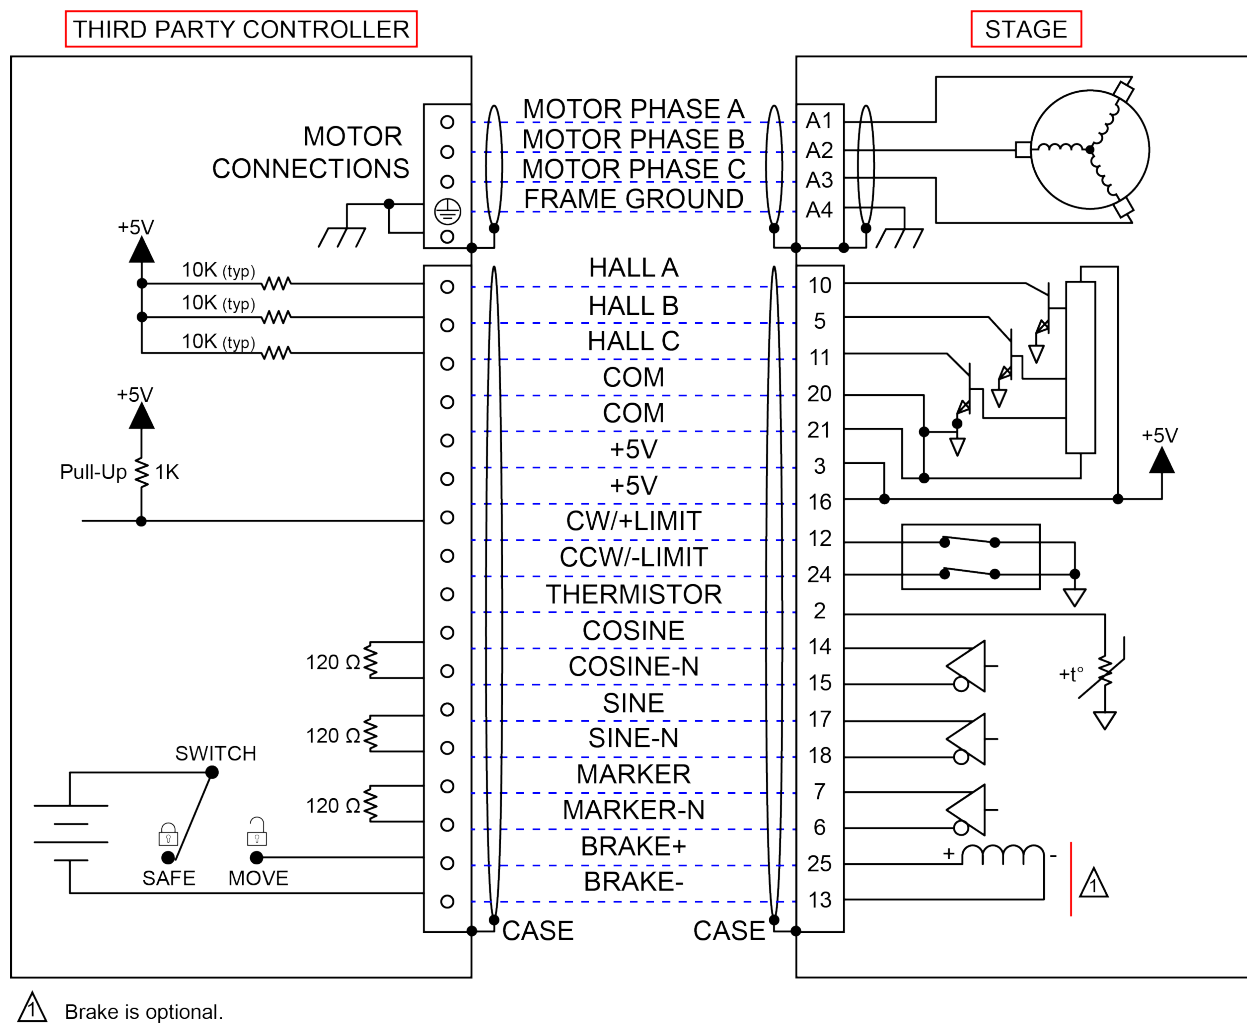 THIRD PARTY CONTROLLER
STAGE
MOTOR CONNECTIONS
MOTOR PHASE A
MOTOR PHASE B
MOTOR PHASE C
FRAME GROUND
A1
A2
A3
A4
+5V
10K (typ)
10K (typ)
10K (typ)
+5V
Pull-Up
1K
HALL A
10
HALL B
5
HALL C
11
COM
20
COM
21
+5V
3
+5V
16
+5V
CW/+LIMIT
12
CCW/-LIMIT
24
THERMISTOR
2
COSINE
14
120 Ω
COSINE-N
15
+t°
SINE
17
120 Ω
SINE-N
18
MARKER
7
120 Ω
MARKER-N
6
BRAKE+
25
+
-
BRAKE-
13
1
SWITCH
SAFE
MOVE
CASE
CASE
1 Brake is optional.